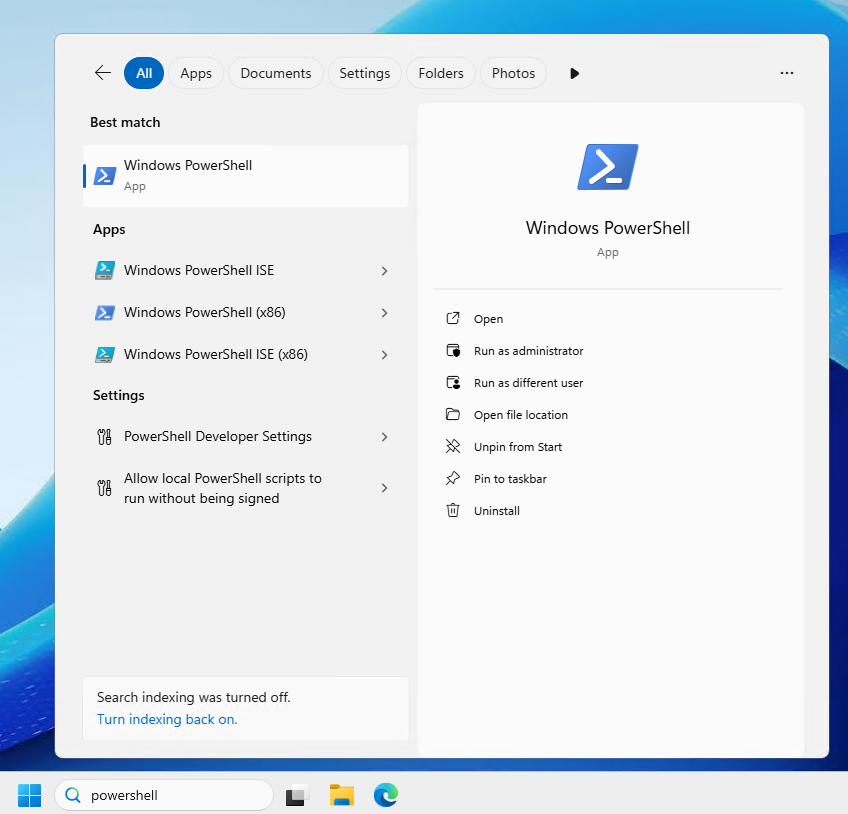 All
Apps
Documents
Settings
Folders
Photos
Best match
Windows PowerShell
App
Apps
Windows PowerShell ISE
Windows PowerShell (x86)
Windows PowerShell ISE (x86)
Settings
PowerShell Developer Settings
Allow local PowerShell scripts to
run without being signed
Search indexing was turned off.
Turn indexing back on.
Windows PowerShell
App
Open
Run as administrator
Run as different user
Open file location
Unpin from Start
Pin to taskbar
Uninstall
powershell